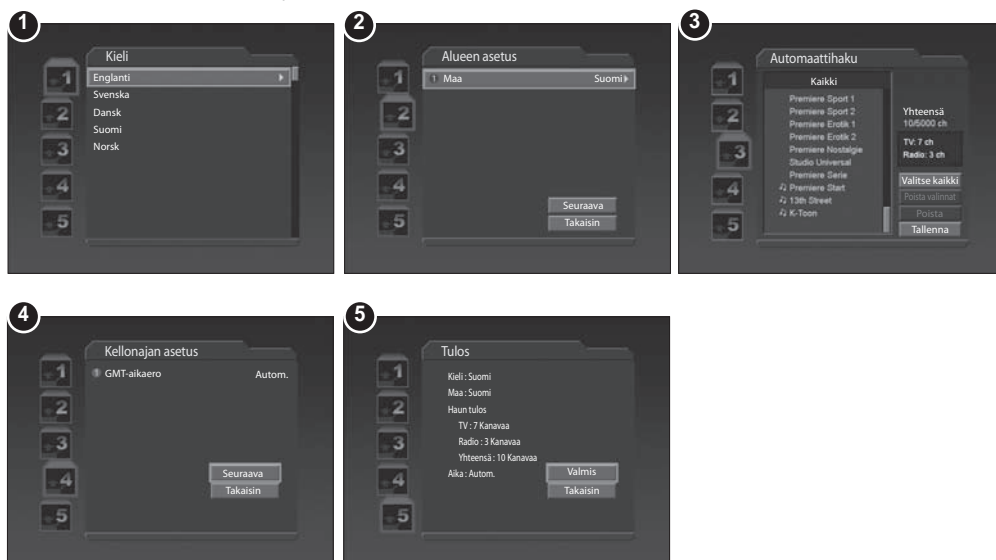 1
Kieli
1
2
3
4
5
Englanti
Svenska
Dansk
Suomi
Norsk
2
Alueen asetus
1
2
3
4
5
1 Maa Suomi
Seuraava
Takaisin
3
Automaattihaku
1
2
3
4
5
Kaikki
Premiere Sport 1
Premiere Sport 2
Premiere Erotik 1
Premiere Erotik 2
Premiere Nostalgie
Studio Universal
Premiere Serie
Premiere Start
13th Street
K-Toon
Yhteensä
10/5000 ch
TV: 7 ch
Radio: 3 ch
Valitse kaikki
Poista valinnat
Poista
Tallenna
4
Kellonajan asetus
1
2
3
4
5
1 GMT-aikaero Autom.
Seuraava
Takaisin
5
Tulos
1
2
3
4
5
Kieli : Suomi
Maa : Suomi
Haun tulos
TV : 7 Kanavaa
Radio : 3 Kanavaa
Yhteensä : 10 Kanavaa
Aika : Autom.
Valmis
Takaisin